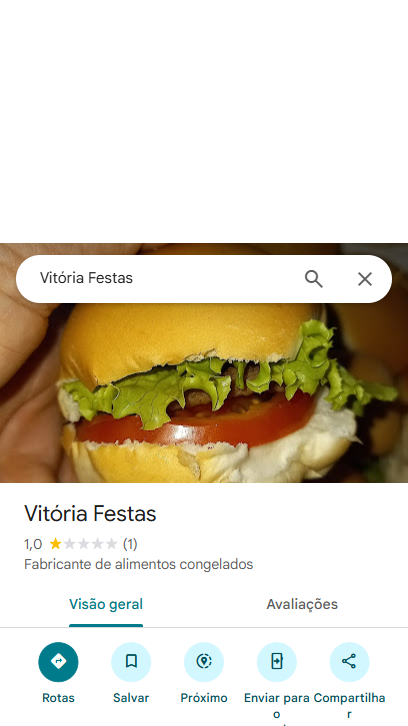 Vitória Festas
Vitória Festas
1,0 (1)
Fabricante de alimentos congelados
Visão geral Avaliações
Rotas Salvar Próximo Enviar para o Compartilhar